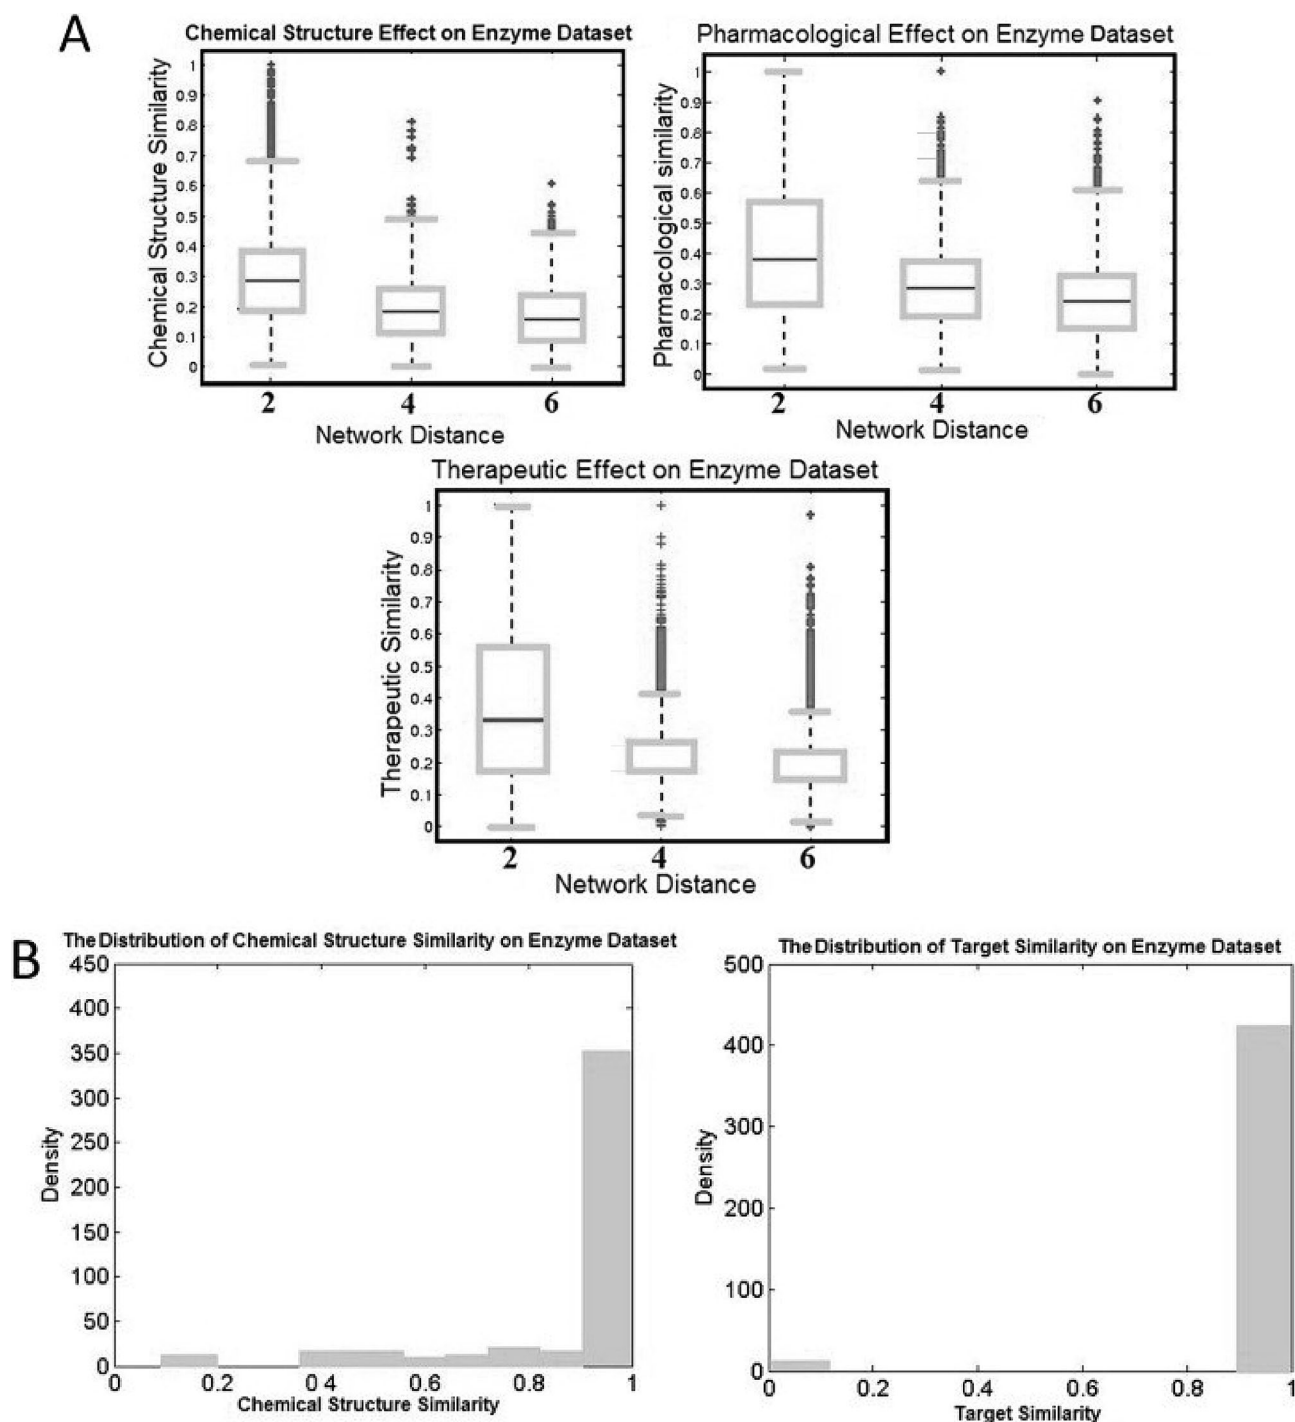 A
Chemical Structure Effect on Enzyme Dataset
Chemical Structure Similarity
1
0.9
0.8
0.7
0.6
0.5
0.4
0.3
0.2
0.1
0
2 4 6
Network Distance
Pharmacological Effect on Enzyme Dataset
Pharmacological similarity
1
0.9
0.8
0.7
0.6
0.5
0.4
0.3
0.2
0.1
0
2 4 6
Network Distance
Therapeutic Effect on Enzyme Dataset
Therapeutic Similarity
1
0.9
0.8
0.7
0.6
0.5
0.4
0.3
0.2
0.1
0
2 4 6
Network Distance
B
The Distribution of Chemical Structure Similarity on Enzyme Dataset
Density
450
400
350
300
250
200
150
100
50
0
0 0.2 0 4 0.6 0.8 1
Chemical Structure Similarity
The Distribution of Target Similarity on Enzyme Dataset
Density
500
400
300
200
100
0
0 0.2 0.4 0.6 0.8 1
Target Similarity